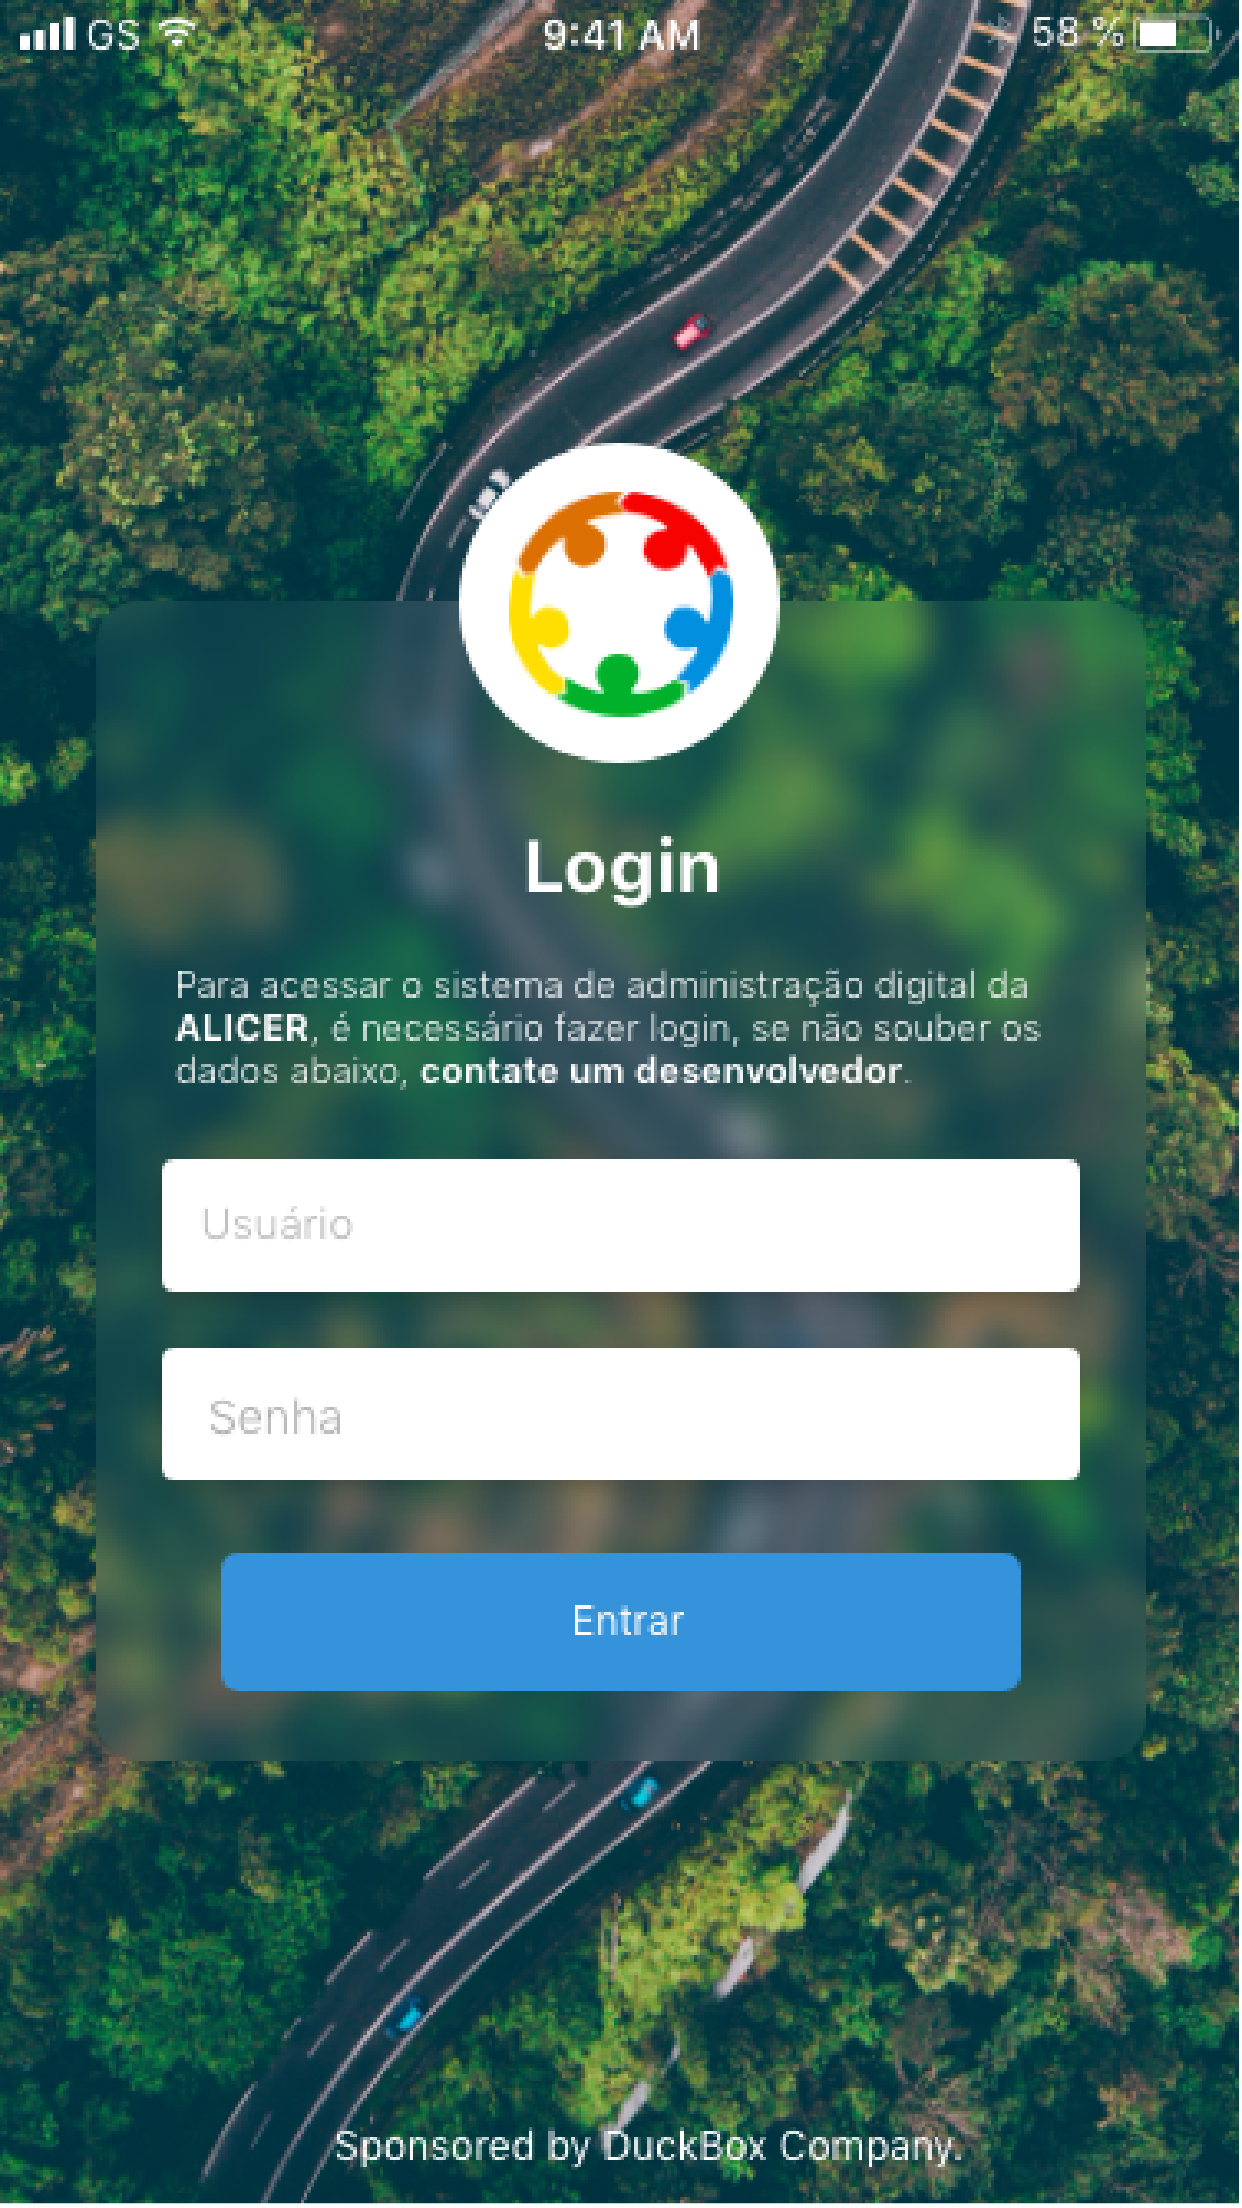 GS 9:41 AM 58 %
Login
Para acessar o sistema de administração digital da
ALICER, é necessário fazer login, se não souber os
dados abaixo, contate um desenvolvedor.
Usuário
Senha
Entrar
Sponsored by DuckBox Company.